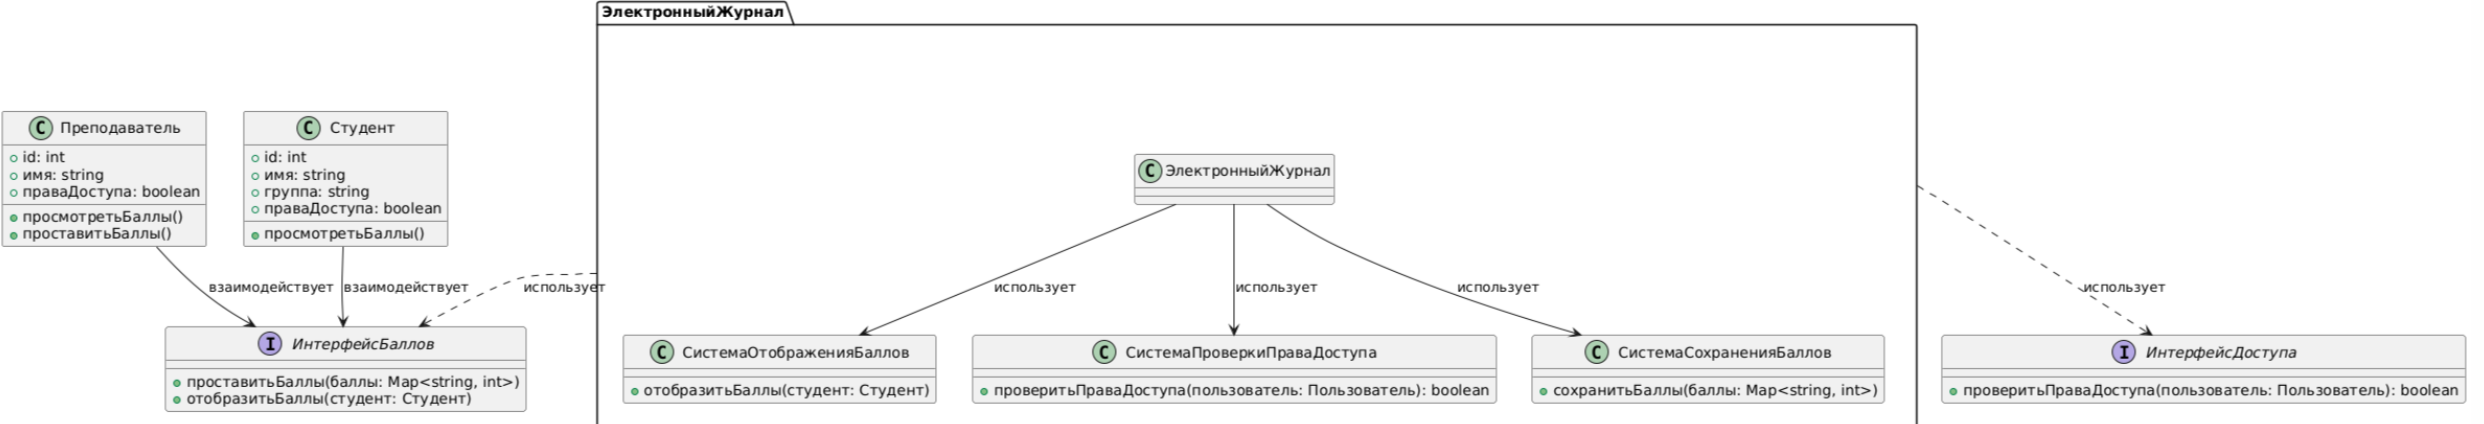 ЭлектронныйЖурнал
C Преподаватель
id: int
имя: string
праваДоступа: boolean
просмотретьБаллы()
проставитьБаллы()
C Студент
id: int
имя: string
группа: string
праваДоступа: boolean
просмотретьБаллы()
C ЭлектронныйЖурнал
взаимодействует
взаимодействует
использует
использует
использует
использует
использует
I ИнтерфейсБаллов
проставитьБаллы(баллы: Map<string, int>)
отобразитьБаллы(студент: Студент)
C СистемаОтображенияБаллов
отобразитьБаллы(студент: Студент)
C СистемаПроверкиПраваДоступа
проверитьПраваДоступа(пользователь: Пользователь): boolean
C СистемаСохраненияБаллов
сохранитьБаллы(баллы: Map<string, int>)
I ИнтерфейсДоступа
проверитьПраваДоступа(пользователь: Пользователь): boolean